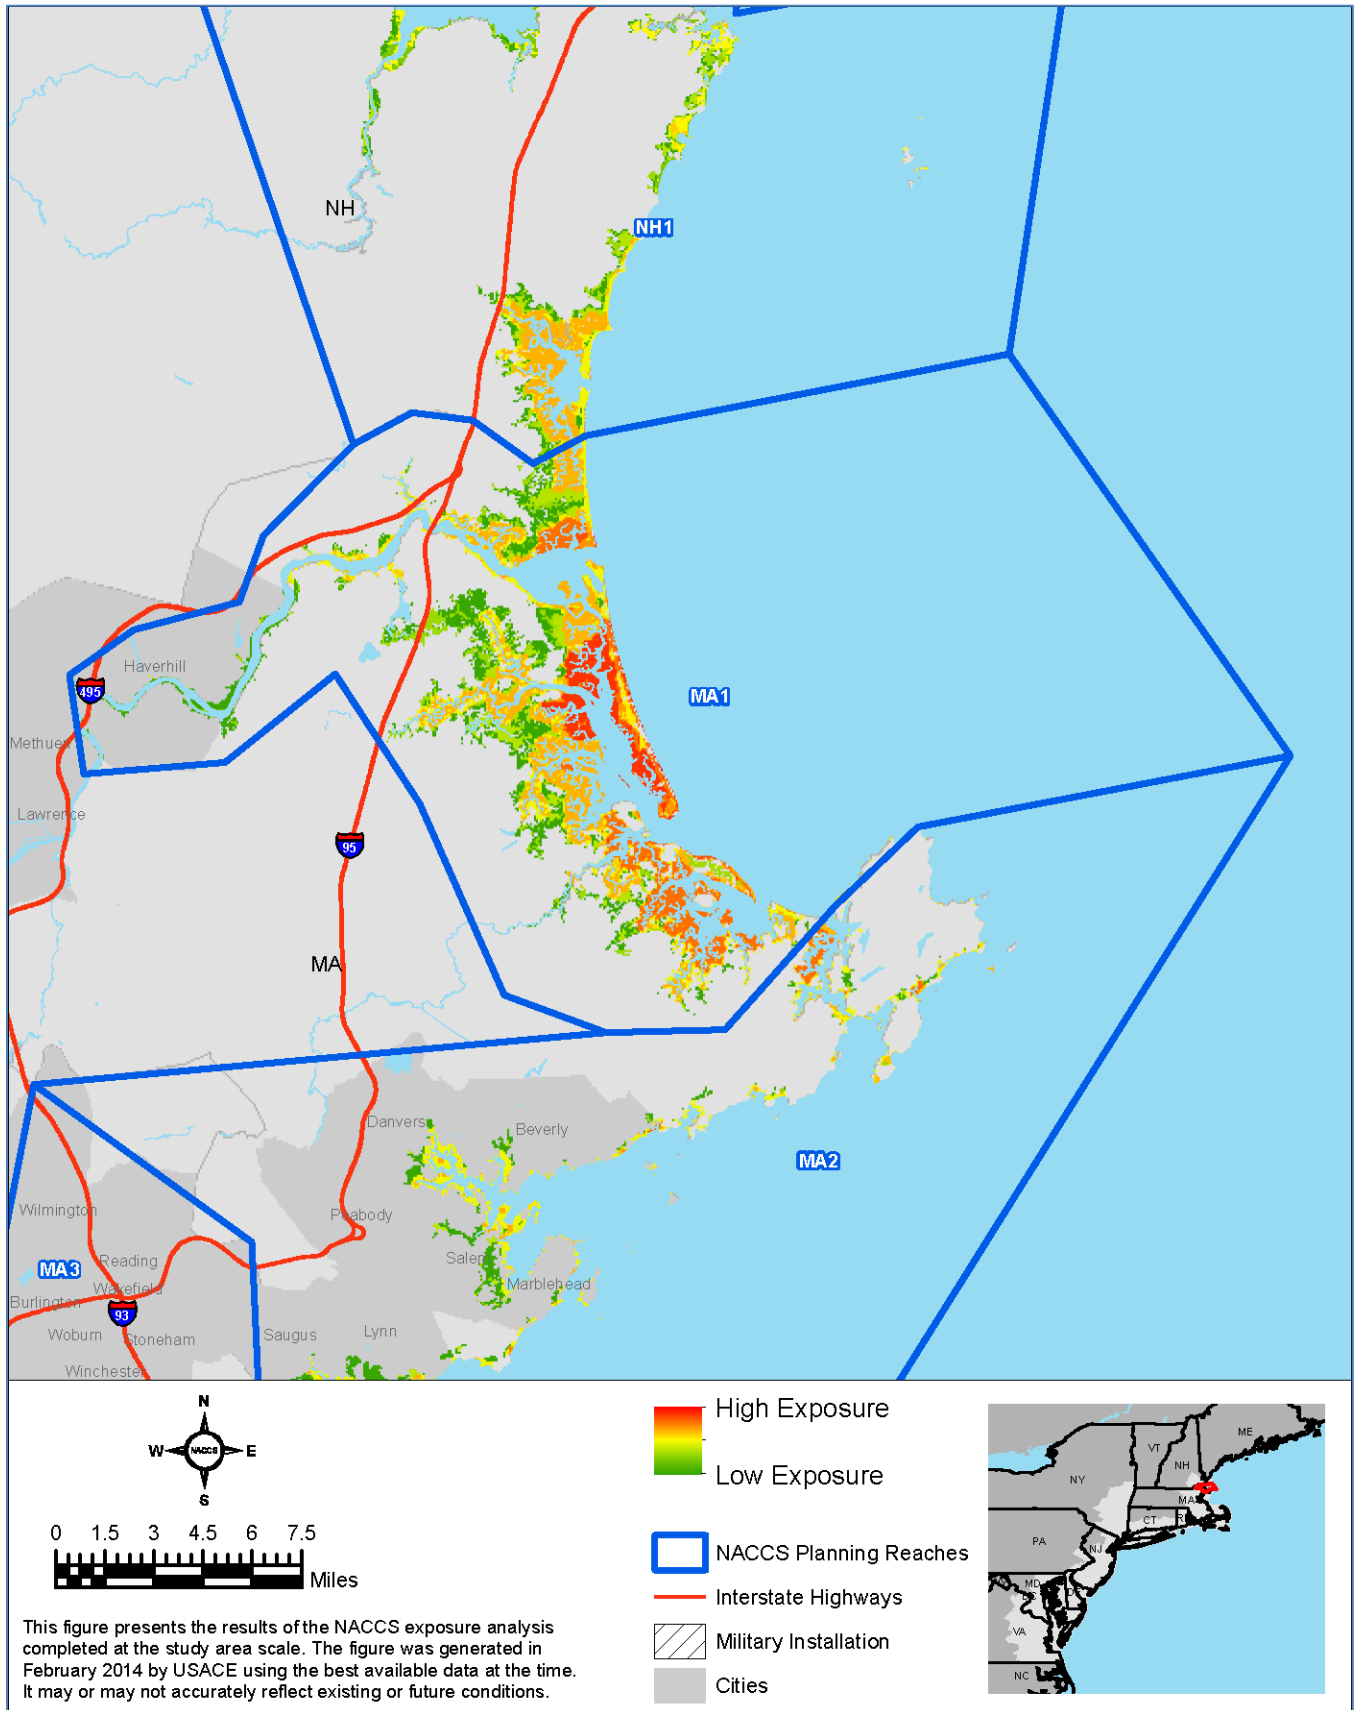 NH
NH1
Haverhill
495
MA1
Methuen
Lawrence
95
MA
Danvers
Beverly
MA2
Wilmington
Peabody
Reading
Salem
MA3
Wakefield
Marblehead
Burlington
93
Woburn
Stoneham
Saugus
Lynn
Winchester
N
W
NACCS
E
S
0 1.5 3 4.5 6 7.5
Miles
This figure presents the results of the NACCS exposure analysis
completed at the study area scale. The figure was generated in
February 2014 by USACE using the best available data at the time.
It may or may not accurately reflect existing or future conditions.
High Exposure
Low Exposure
NACCS Planning Reaches
Interstate Highways
Military Installation
Cities
ME
VT
NH
NY
MA
CT
RI
PA
NJ
MD
DE
VA
NC